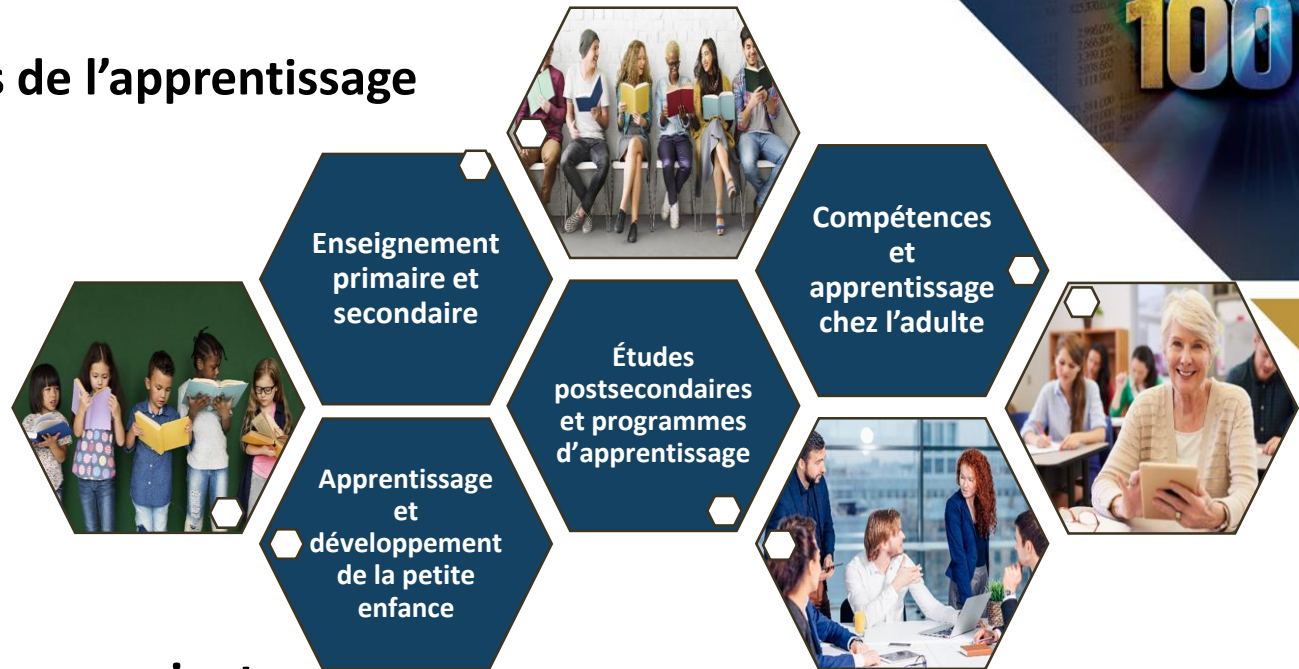 s de l’apprentissage
100
Enseignement
primaire et
secondaire
Compétences
et
apprentissage
chez l’adulte
Études
postsecondaires
et programmes
d’apprentissage
Apprentissage
et
développement
de la petite
enfance